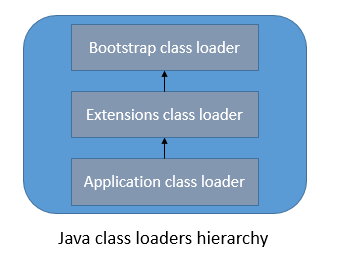 Bootstrap class loader
Extensions class loader
Application class loader
Java class loaders hierarchy